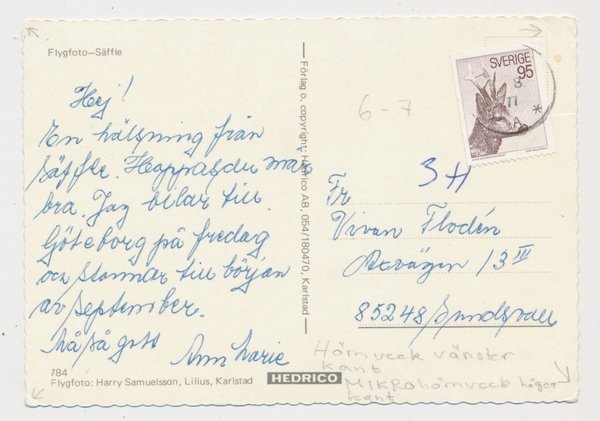 Flygfoto—Säffle
Hej!
En hälsning från
Säffle. Hoppas du mår
bra. Jag bilar till
Göteborg på fredag
och stannar till början
av september.
Må så gott
Ann Marie
784
Flygfoto: Harry Samuelsson, Lilius, Karlstad
HEDRICO
Förlag o. copyright: Hedrico AB, 054/180470, Karlstad
SVERIGE
95
8
77
A *
6-7
3H
Fr
Vivan Flodén
13 III
85248 Sundsvall
Hörnveck vänster
kant
Mikrohörnveck höger
kant